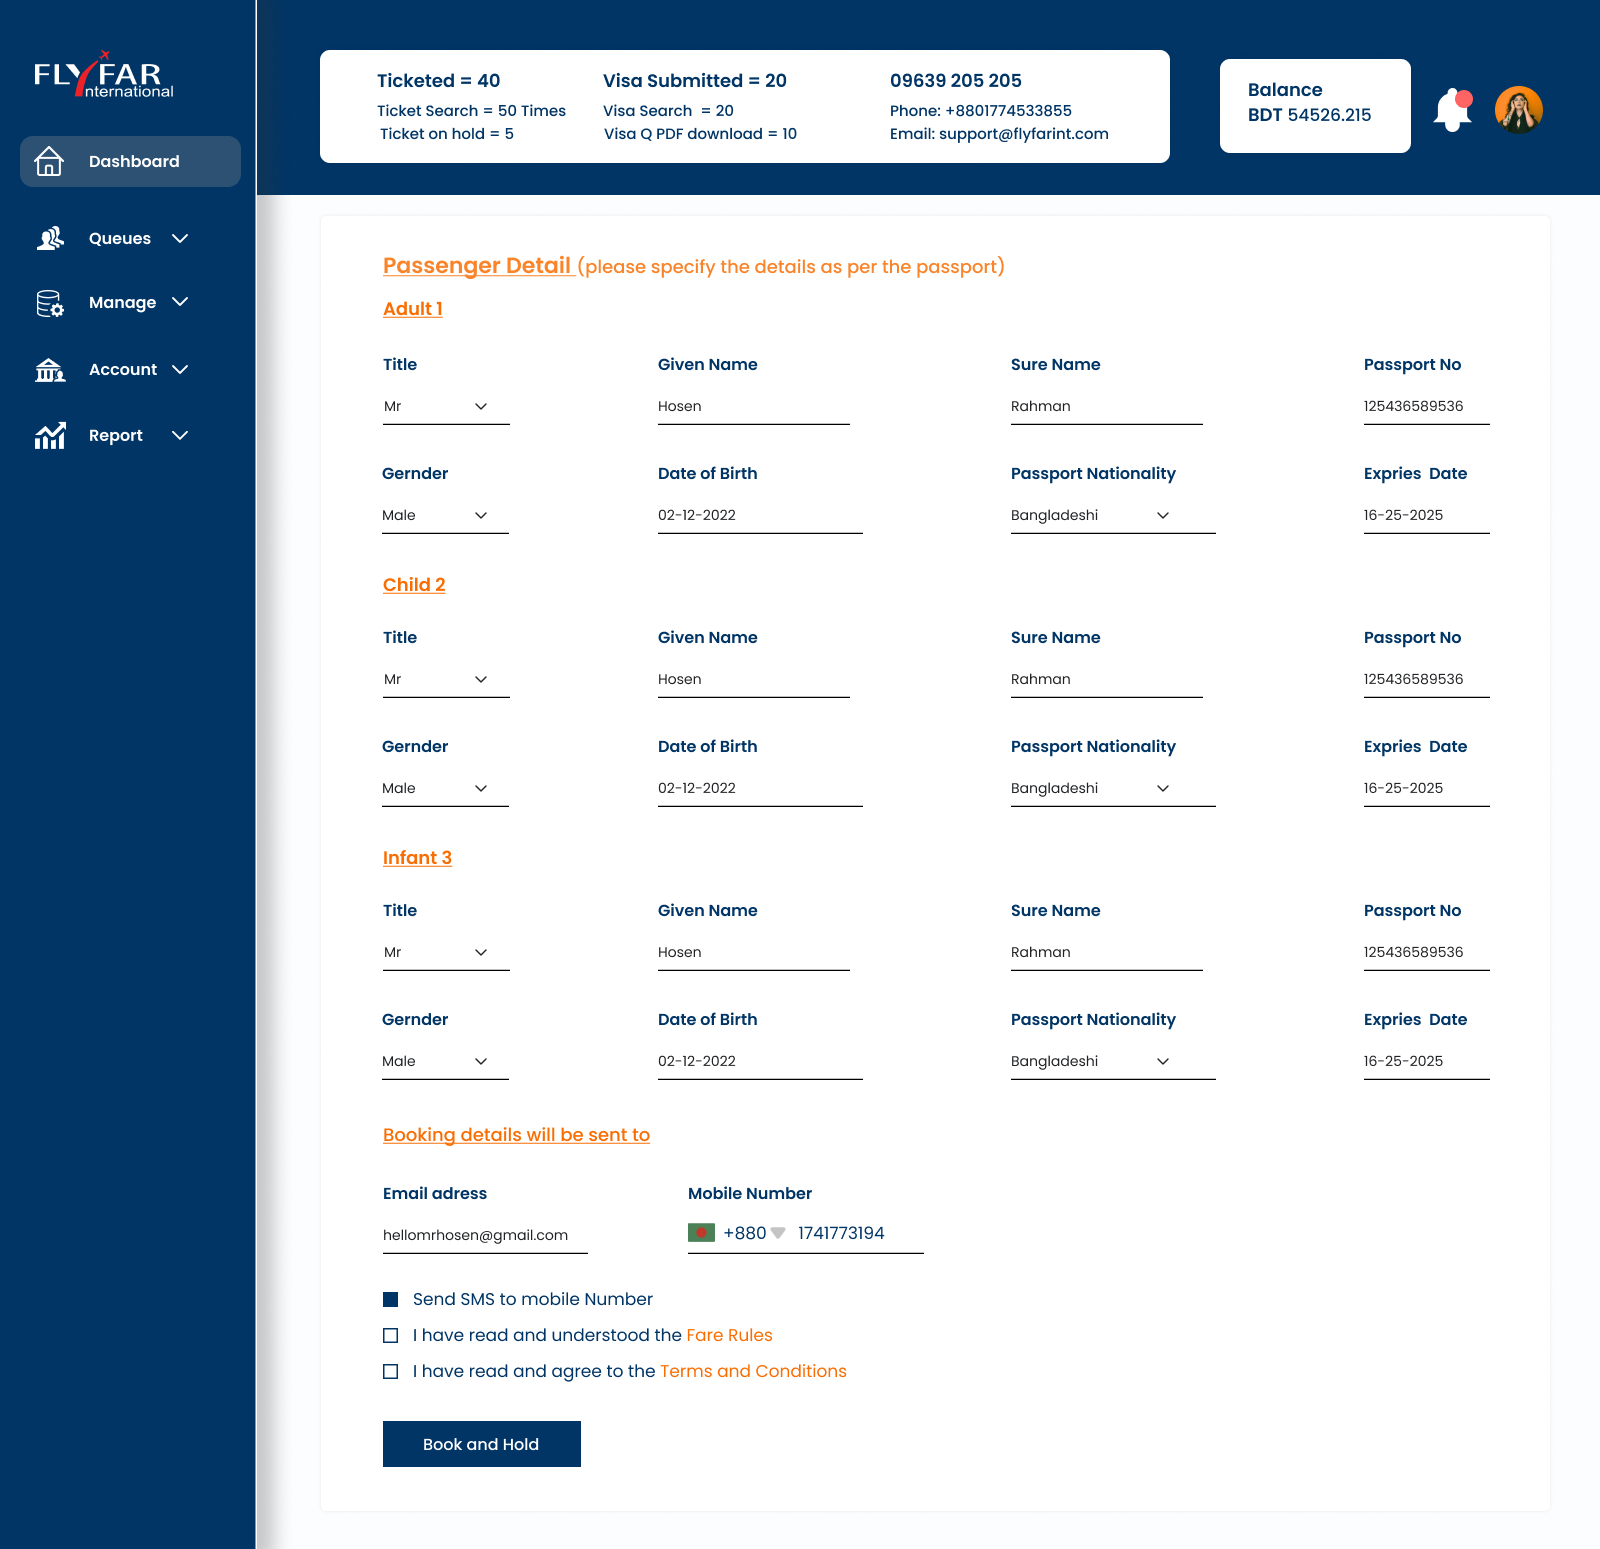 FLYFAR
International
Dashboard
Queues
Manage
Account
Report
Ticketed = 40
Ticket Search = 50 Times
Ticket on hold = 5
Visa Submitted = 20
Visa Search = 20
Visa Q PDF download = 10
09639 205 205
Phone: +8801774533855
Email: support@flyfarint.com
Balance
BDT 54526.215
Passenger Detail (please specify the details as per the passport)
Adult 1
Title Given Name Sure Name Passport No
Mr Hosen Rahman 125436589536
Gernder Date of Birth Passport Nationality Expries Date
Male 02-12-2022 Bangladeshi 16-25-2025
Child 2
Title Given Name Sure Name Passport No
Mr Hosen Rahman 125436589536
Gernder Date of Birth Passport Nationality Expries Date
Male 02-12-2022 Bangladeshi 16-25-2025
Infant 3
Title Given Name Sure Name Passport No
Mr Hosen Rahman 125436589536
Gernder Date of Birth Passport Nationality Expries Date
Male 02-12-2022 Bangladeshi 16-25-2025
Booking details will be sent to
Email adress Mobile Number
hellomrhosen@gmail.com +880 1741773194
Send SMS to mobile Number
I have read and understood the Fare Rules
I have read and agree to the Terms and Conditions
Book and Hold